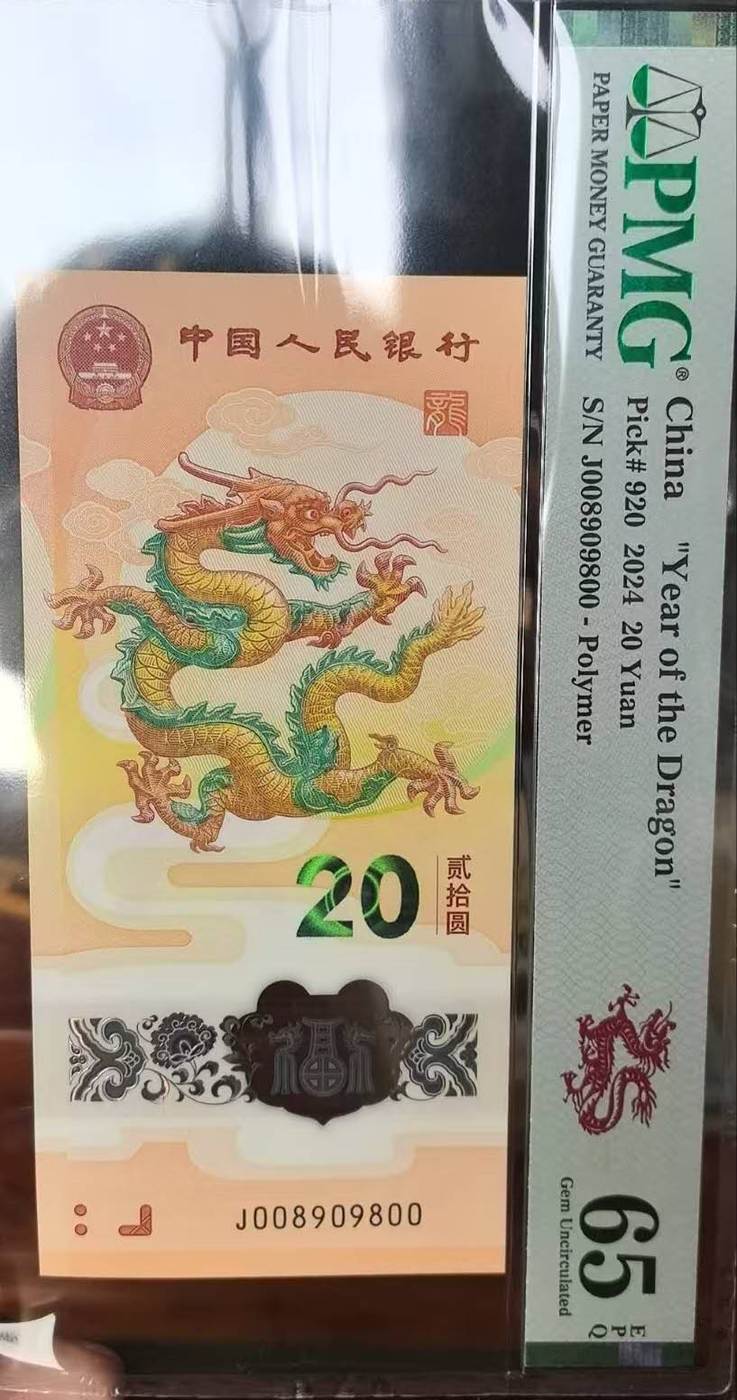 中国人民银行
龍
20
贰拾圆
福
J008909800
PMG®
PAPER MONEY GUARANTY
China "Year of the Dragon"
Pick# 920 2024 20 Yuan
S/N J008909800 - Polymer
65 EPQ
Gem Uncirculated